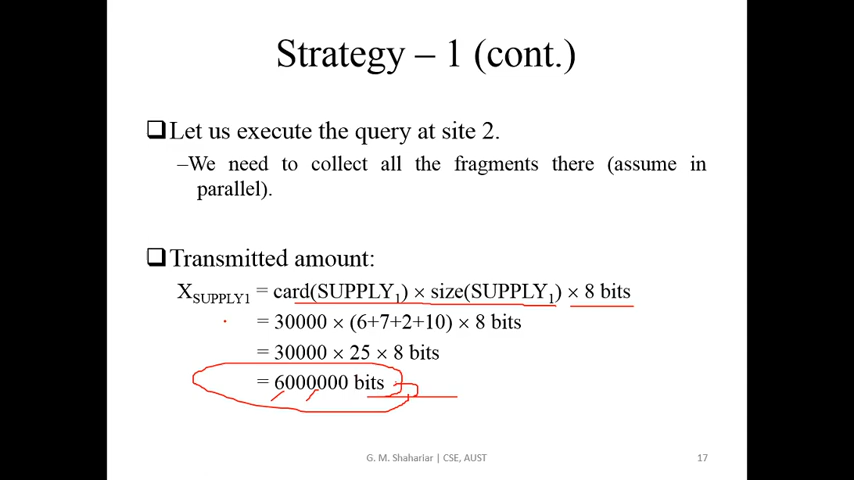 Strategy – 1 (cont.)
❑Let us execute the query at site 2.
–We need to collect all the fragments there (assume in
parallel).
❑Transmitted amount:
X_SUPPLY1 = card(SUPPLY₁) × size(SUPPLY₁) × 8 bits
= 30000 × (6+7+2+10) × 8 bits
= 30000 × 25 × 8 bits
= 6000000 bits
G. M. Shahariar | CSE, AUST
17